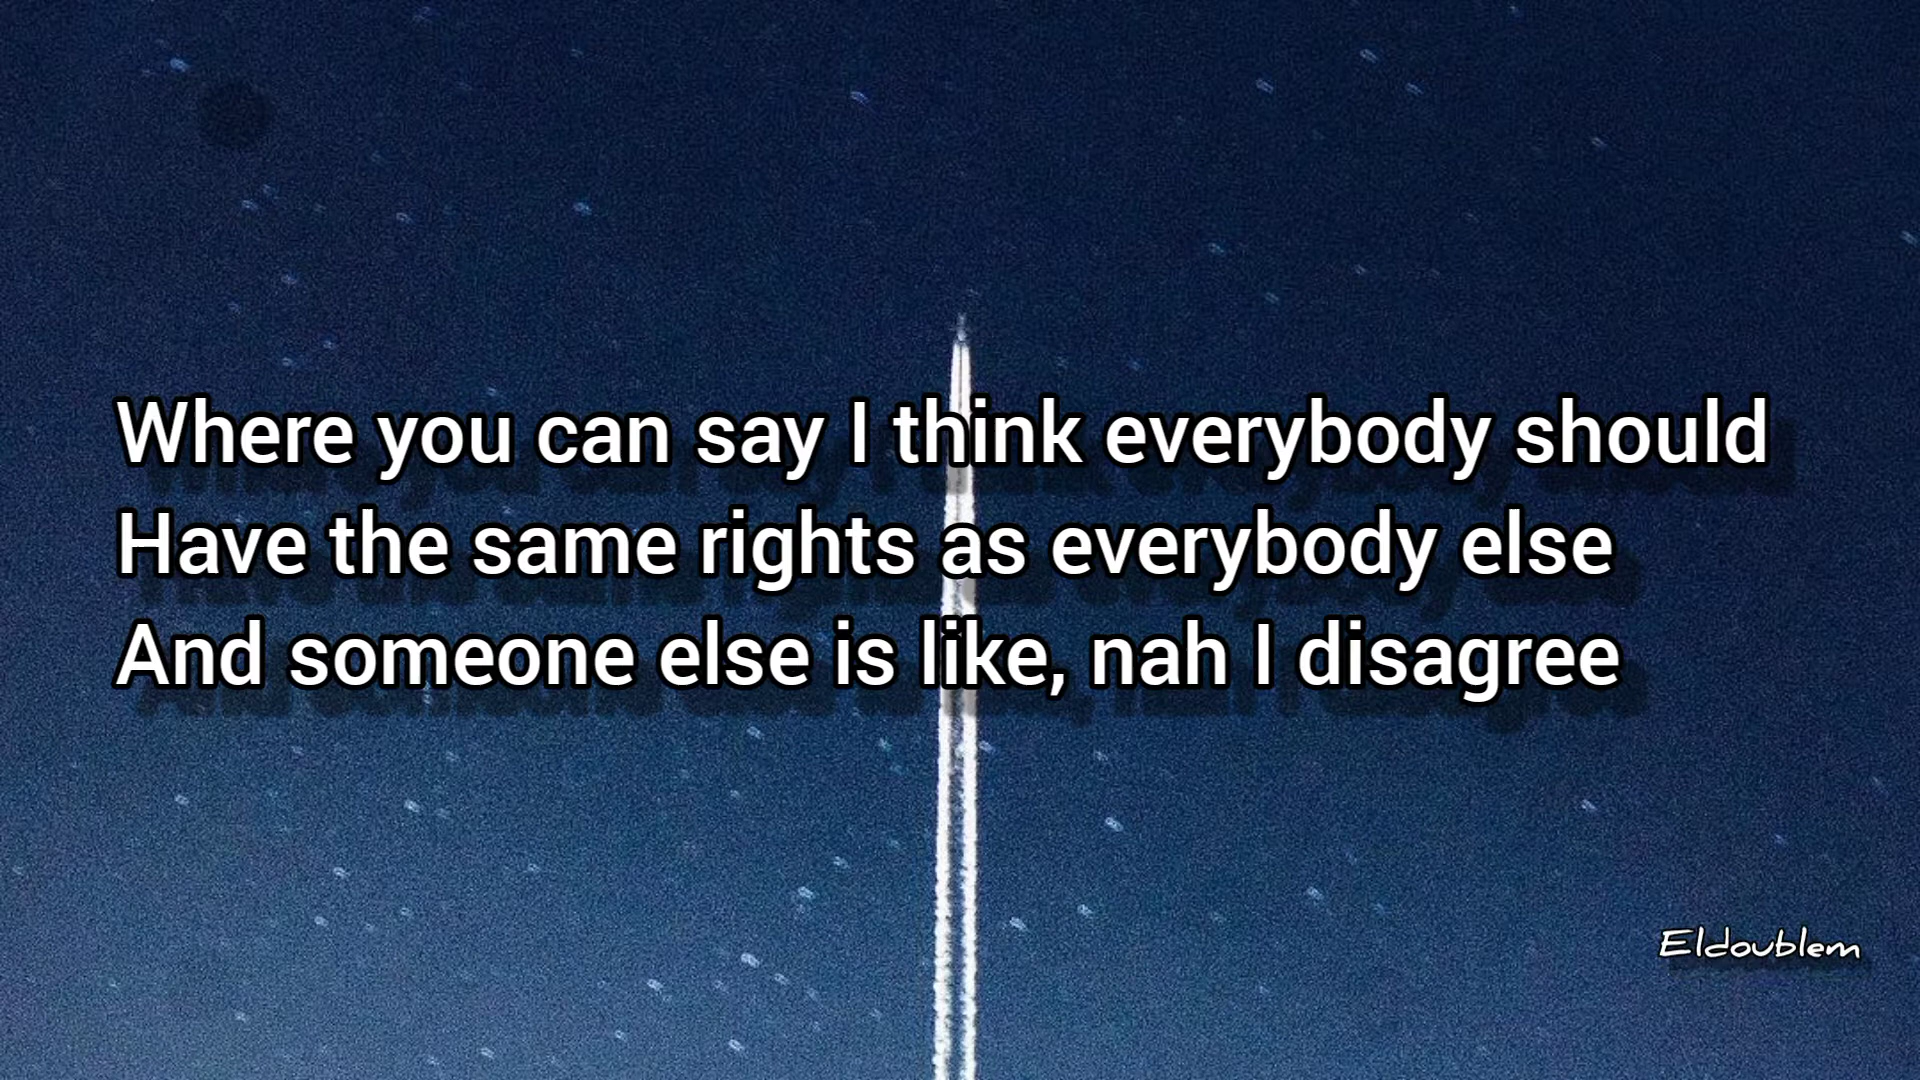 Where you can say I think everybody should
Have the same rights as everybody else
And someone else is like, nah I disagree
Eldoublem